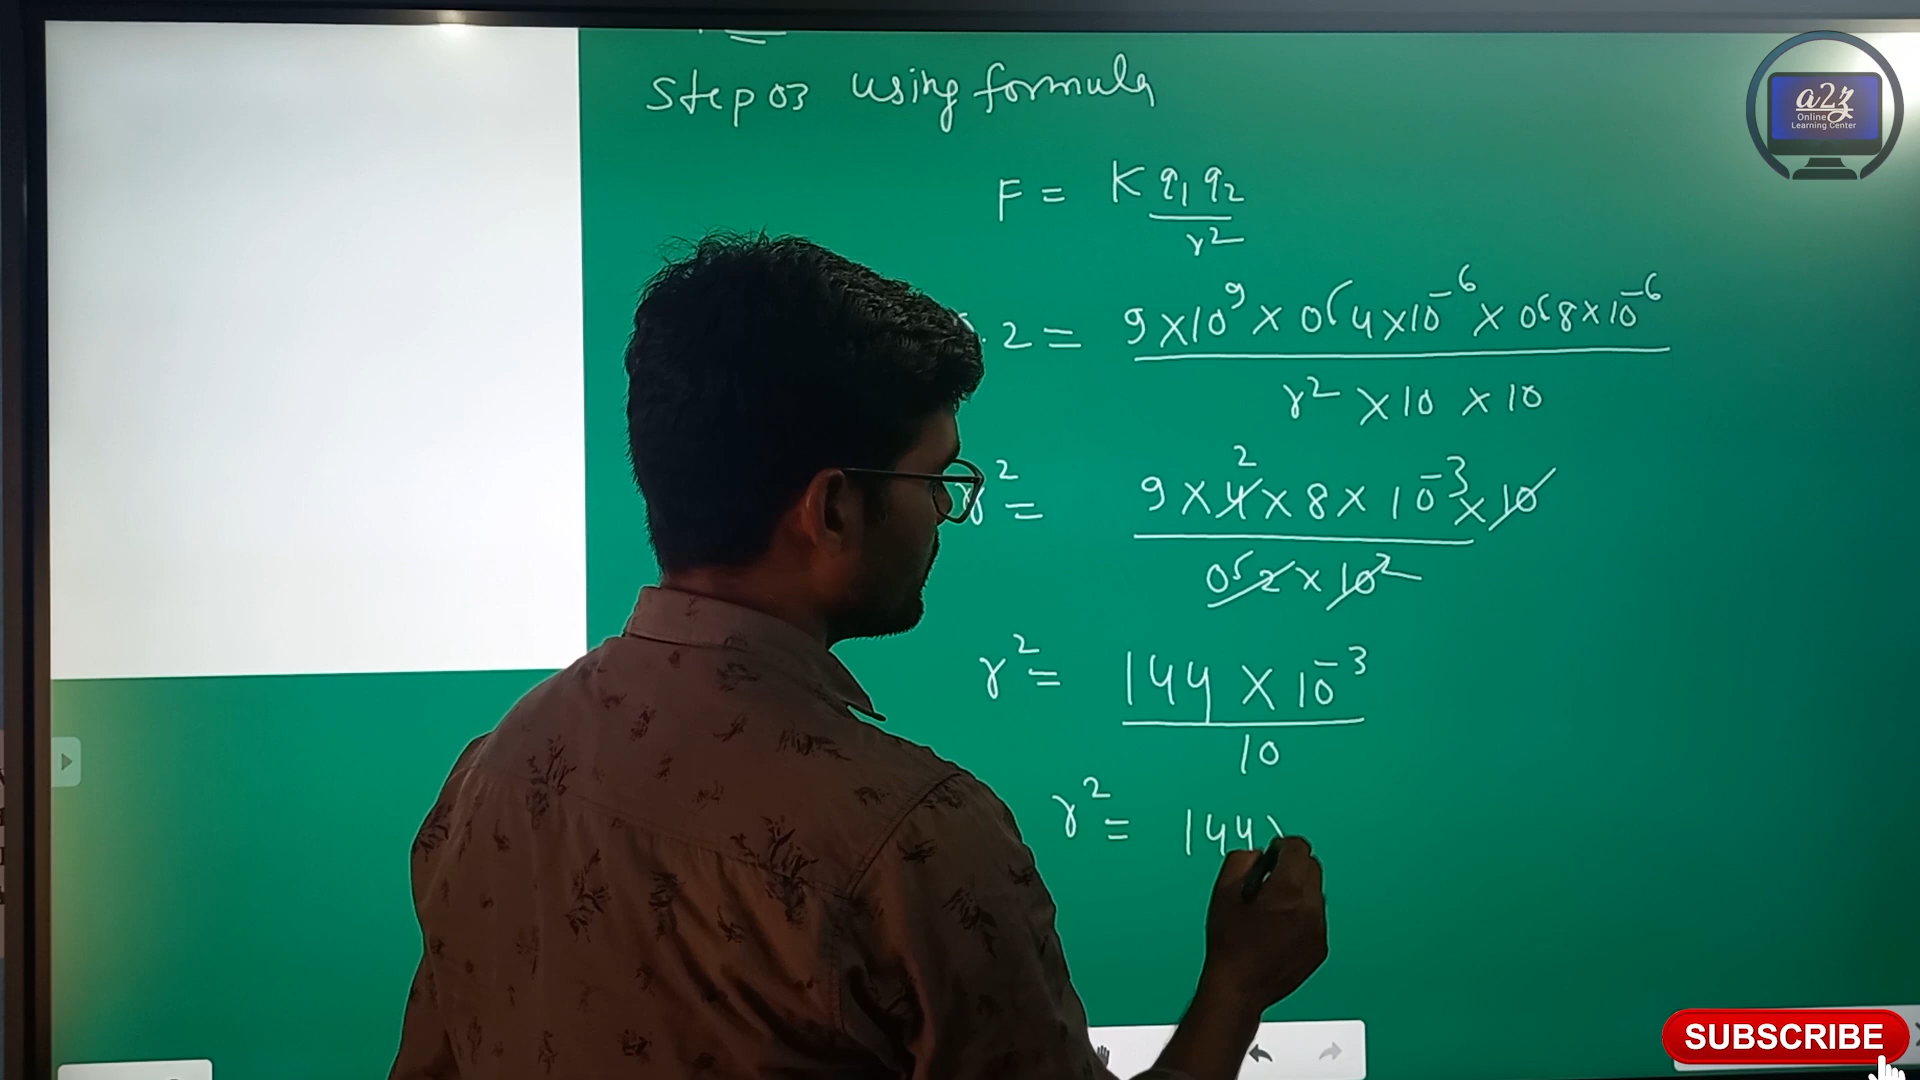 a2z
Online
Learning Center
Step 03 using formula
F = K q₁ q₂ / r²
. 2 = 9 × 10⁹ × 0.4 × 10⁻⁶ × 0.8 × 10⁻⁶ / r² × 10 × 10
r² = 9 × 4 2 × 8 × 10⁻³ × 10 / 0.2 × 10²
r² = 144 × 10⁻³ / 10
r² = 144
SUBSCRIBE